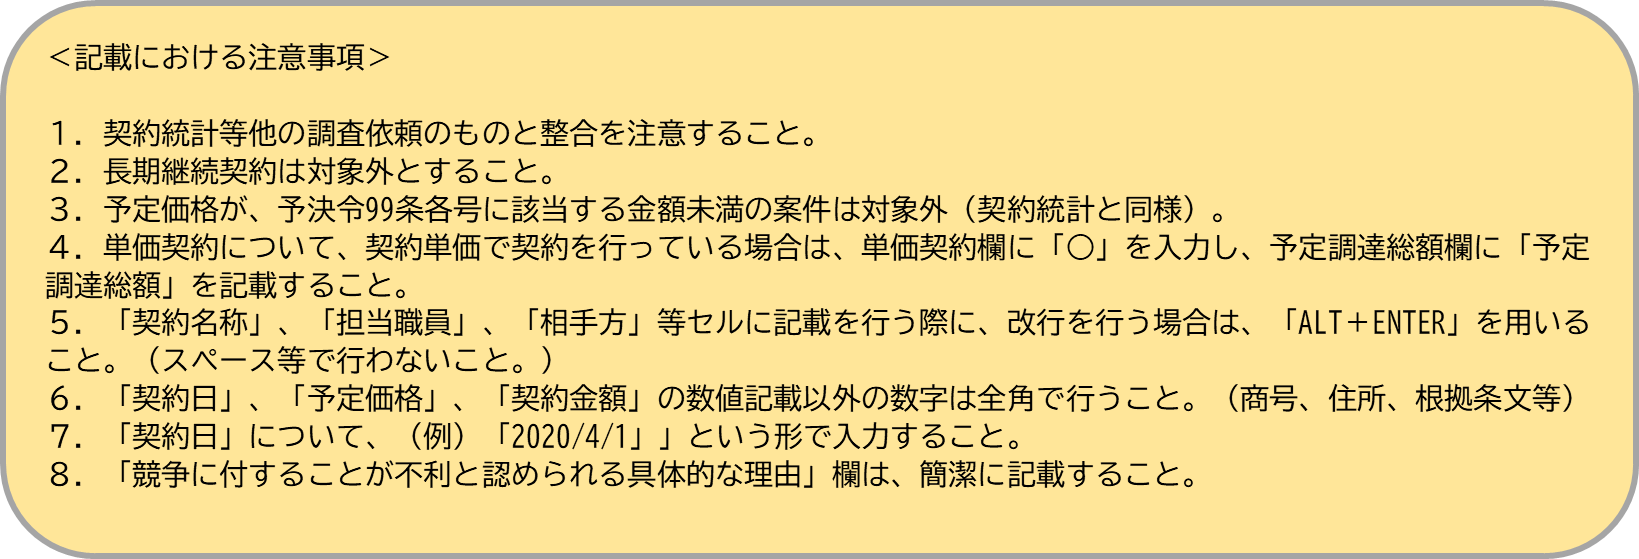 ＜記載における注意事項＞
１．契約統計等他の調査依頼のものと整合を注意すること。
２．長期継続契約は対象外とすること。
３．予定価格が、予決令99条各号に該当する金額未満の案件は対象外（契約統計と同様）。
４．単価契約について、契約単価で契約を行っている場合は、単価契約欄に「〇」を入力し、予定調達総額欄に「予定
調達総額」を記載すること。
５．「契約名称」、「担当職員」、「相手方」等セルに記載を行う際に、改行を行う場合は、「ALT＋ENTER」を用いる
こと。（スペース等で行わないこと。）
６．「契約日」、「予定価格」、「契約金額」の数値記載以外の数字は全角で行うこと。（商号、住所、根拠条文等）
７．「契約日」について、（例）「2020/4/1」」という形で入力すること。
８．「競争に付することが不利と認められる具体的な理由」欄は、簡潔に記載すること。